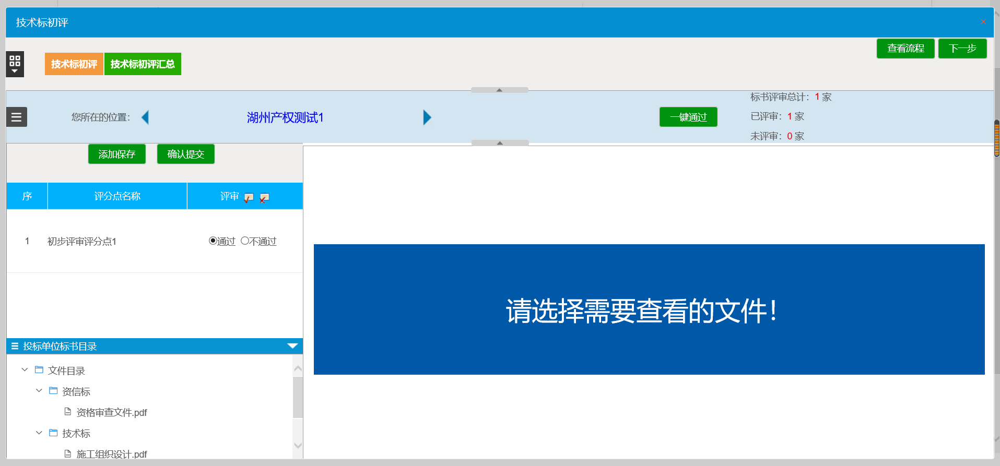 技术标初评
×
查看流程 下一步
技术标初评 技术标初评汇总
标书评审总计：1 家
您所在的位置： 湖州产权测试1 一键通过 已评审：1 家
未评审：0 家
添加保存 确认提交
序 评分点名称 评审
1 初步评审评分点1 通过 不通过
请选择需要查看的文件！
投标单位标书目录
文件目录
资信标
资格审查文件.pdf
技术标
施工组织设计.pdf